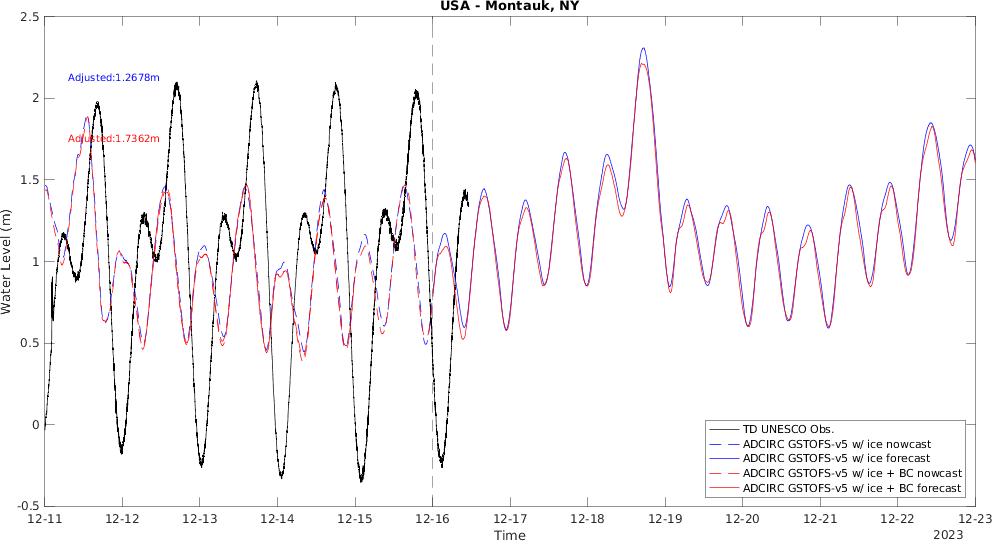 USA - Montauk, NY
2.5
2
1.5
1
0.5
0
-0.5
Water Level (m)
Adjusted:1.2678m
Adjusted:1.7362m
TD UNESCO Obs.
ADCIRC GSTOFS-v5 w/ ice nowcast
ADCIRC GSTOFS-v5 w/ ice forecast
ADCIRC GSTOFS-v5 w/ ice + BC nowcast
ADCIRC GSTOFS-v5 w/ ice + BC forecast
12-11 12-12 12-13 12-14 12-15 12-16 12-17 12-18 12-19 12-20 12-21 12-22 12-23
Time
2023